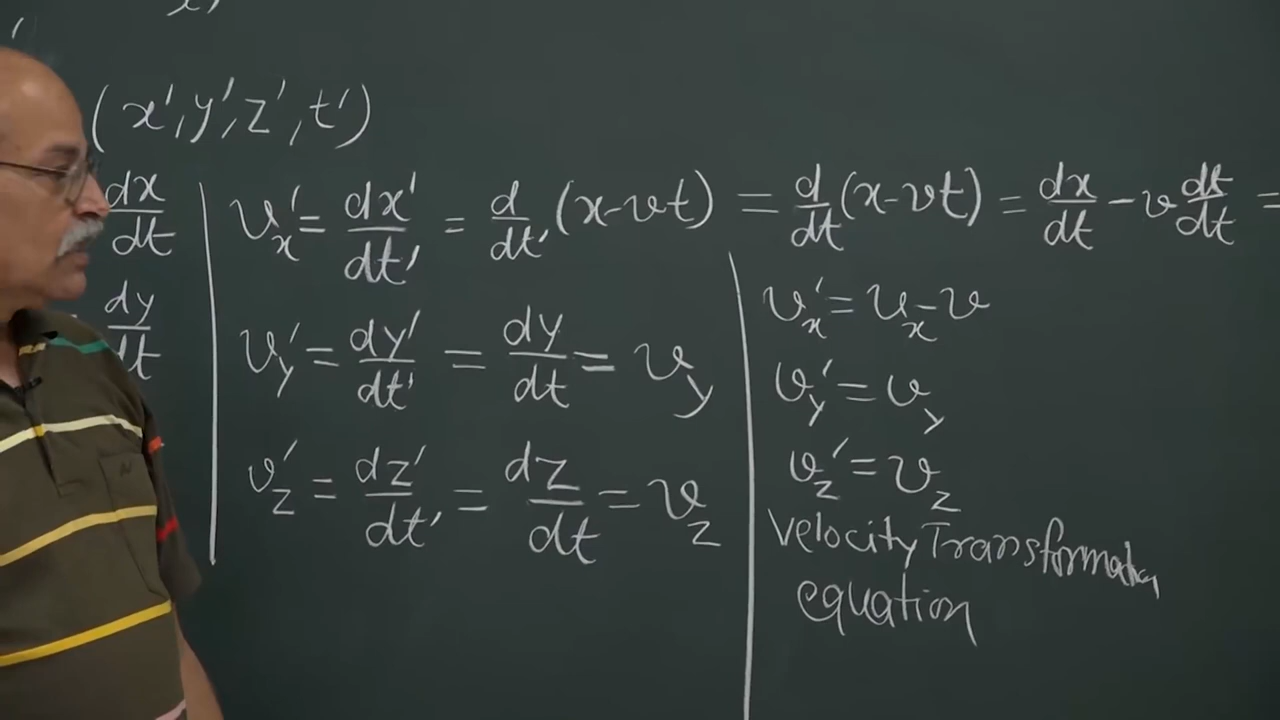 (x′, y′, z′, t′)
dx/dt
dy/dt
v′x = dx′/dt′ = d/dt′ (x-vt) = d/dt (x-vt) = dx/dt - v dt/dt =
v′y = dy′/dt′ = dy/dt = vy
v′z = dz′/dt′ = dz/dt = vz
v′x = vx - v
v′y = vy
v′z = vz
Velocity Transformation
equation